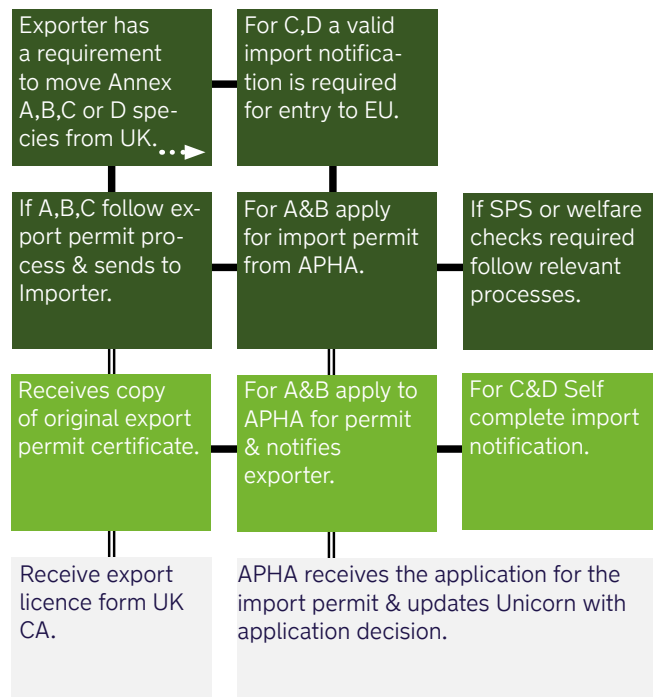 Exporter has
a requirement
to move Annex
A,B,C or D spe-
cies from UK.
For C,D a valid
import notifica-
tion is required
for entry to EU.
If A,B,C follow ex-
port permit pro-
cess & sends to
Importer.
For A&B apply
for import permit
from APHA.
If SPS or welfare
checks required
follow relevant
processes.
Receives copy
of original export
permit certificate.
For A&B apply to
APHA for permit
& notifies
exporter.
For C&D Self
complete import
notification.
Receive export
licence form UK
CA.
APHA receives the application for the
import permit & updates Unicorn with
application decision.